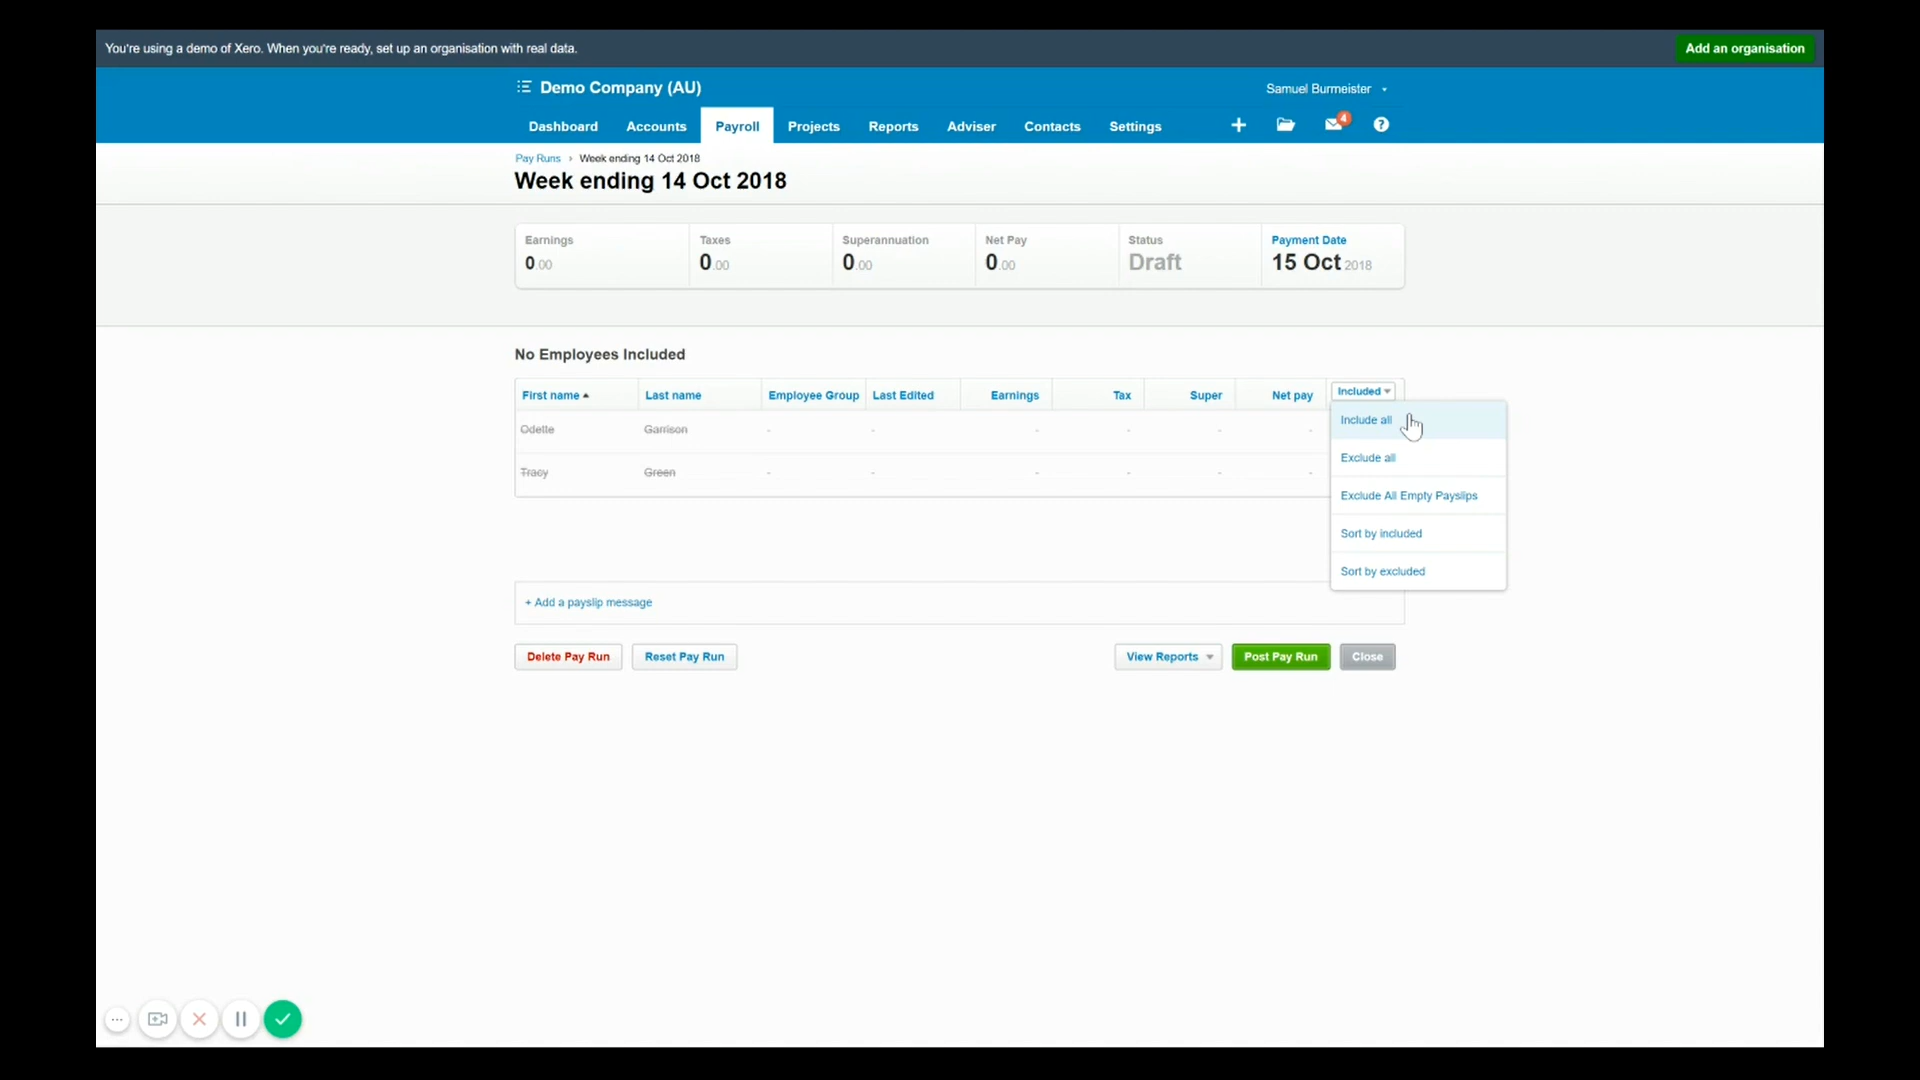 You're using a demo of Xero. When you're ready, set up an organisation with real data.
Add an organisation
Demo Company (AU)
Samuel Burmeister
Dashboard Accounts Payroll Projects Reports Adviser Contacts Settings
4
?
Pay Runs › Week ending 14 Oct 2018
Week ending 14 Oct 2018
Earnings Taxes Superannuation Net Pay Status Payment Date
0.00 0.00 0.00 0.00 Draft 15 Oct 2018
No Employees Included
First name Last name Employee Group Last Edited Earnings Tax Super Net pay Included
Odette Garrison - - - - - -
Tracy Green - - - - - -
Include all
Exclude all
Exclude All Empty Payslips
Sort by included
Sort by excluded
+ Add a payslip message
Delete Pay Run Reset Pay Run View Reports Post Pay Run Close